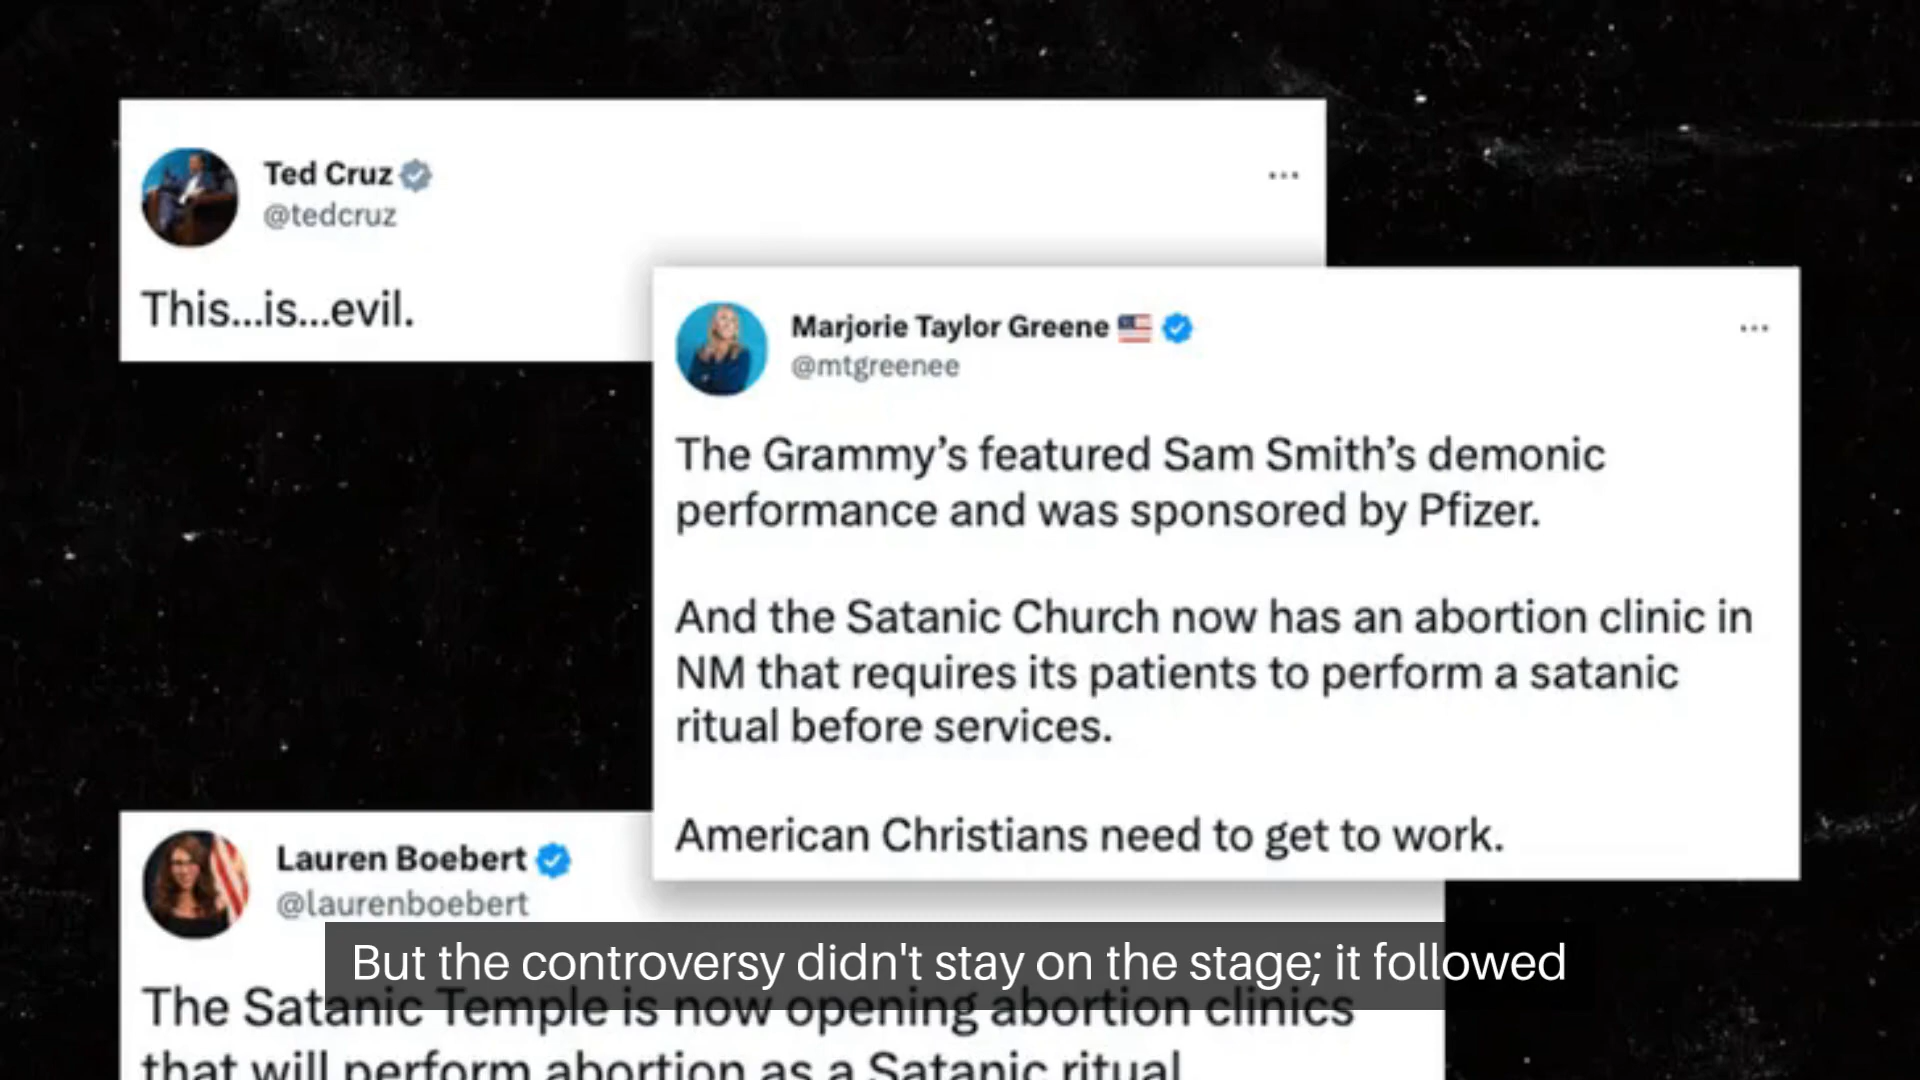 Ted Cruz
@tedcruz
This...is...evil.
Marjorie Taylor Greene
@mtgreenee
The Grammy’s featured Sam Smith’s demonic
performance and was sponsored by Pfizer.
And the Satanic Church now has an abortion clinic in
NM that requires its patients to perform a satanic
ritual before services.
American Christians need to get to work.
Lauren Boebert
@laurenboebert
But the controversy didn't stay on the stage; it followed
The Satanic Temple is now opening abortion clinics
that will perform abortion as a Satanic ritual.